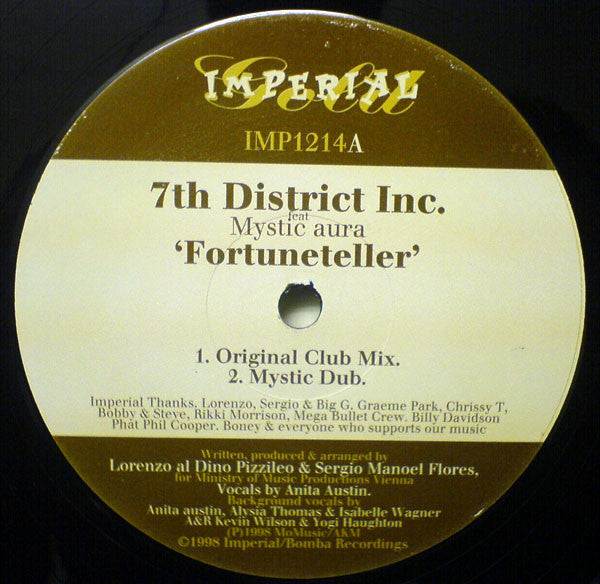 IMPERIAL
Gold
IMP1214A
7th District Inc.
feat
Mystic aura
‘Fortuneteller’
1. Original Club Mix.
2. Mystic Dub.
Imperial Thanks. Lorenzo, Sergio & Big G. Graeme Park, Chrissy T,
Bobby & Steve, Rikki Morrison, Mega Bullet Crew. Billy Davidson
Phat Phil Cooper. Boney & everyone who supports our music
Written, produced & arranged by
Lorenzo al Dino Pizzileo & Sergio Manoel Flores,
for Ministry of Music Productions Vienna
Vocals by Anita Austin.
Background vocals by
Anita austin, Alysia Thomas & Isabelle Wagner
A&R Kevin Wilson & Yogi Haughton
(P)1998 MoMusic/AKM
©1998 Imperial/Bomba Recordings